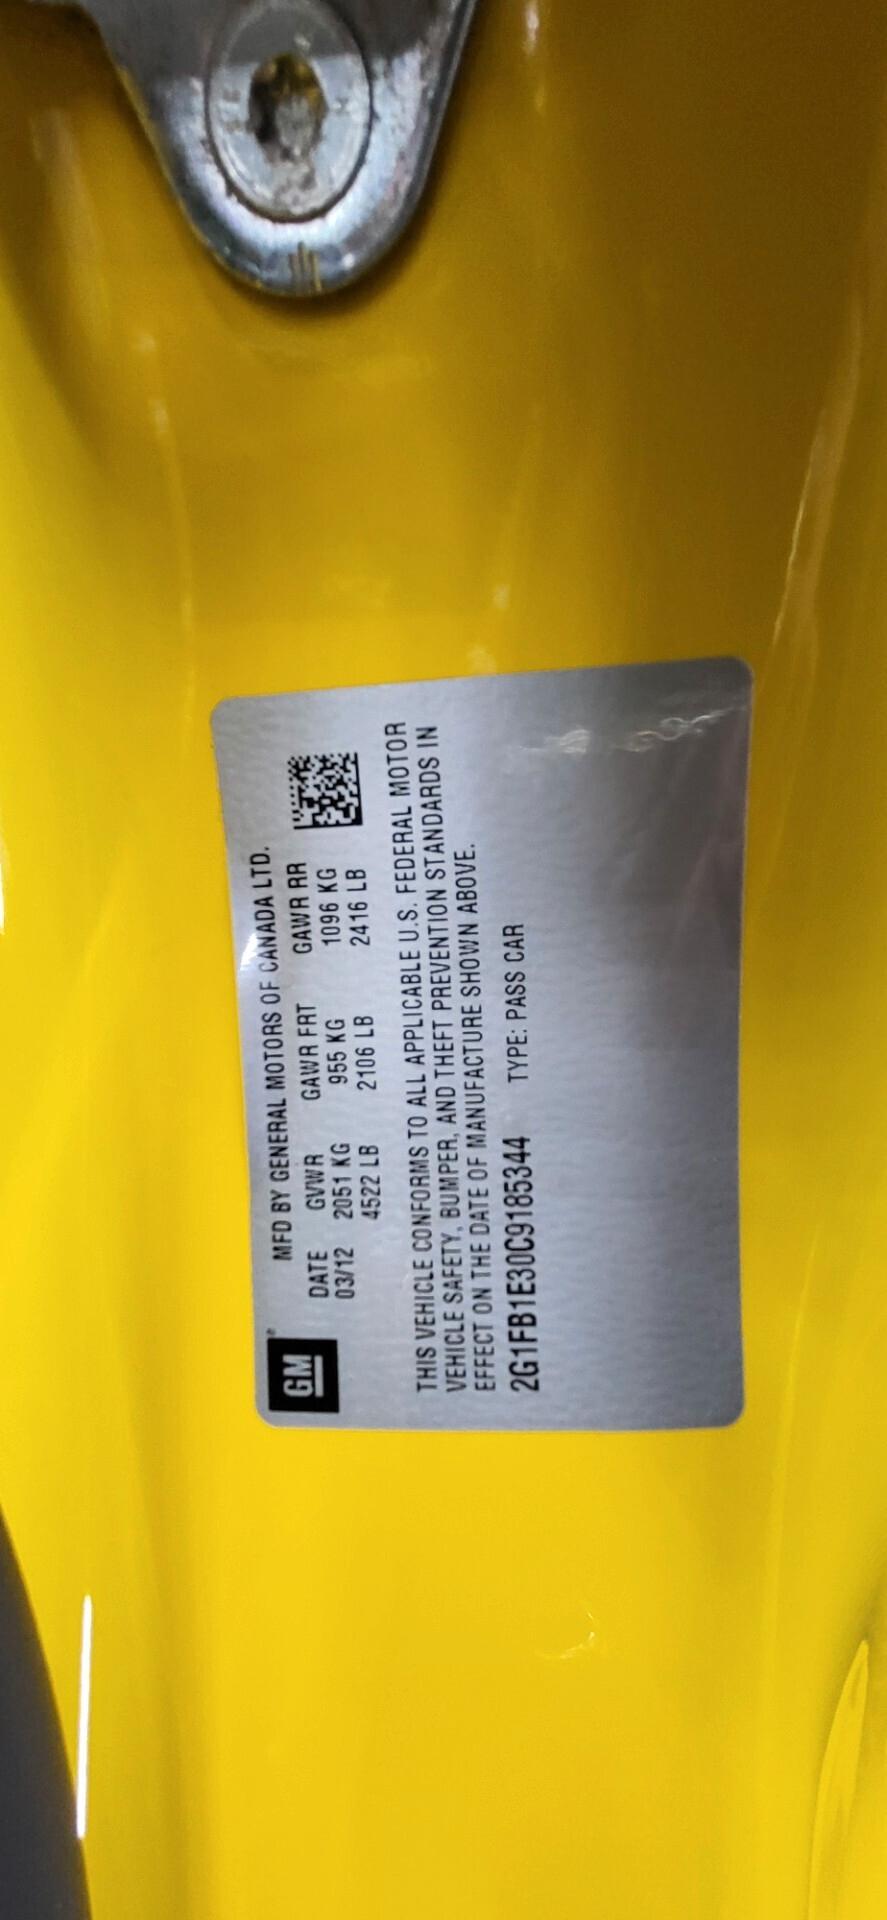 GM
MFD BY GENERAL MOTORS OF CANADA LTD.
DATE GVWR GAWR FRT GAWR RR
03/12 2051 KG 955 KG 1096 KG
4522 LB 2106 LB 2416 LB
THIS VEHICLE CONFORMS TO ALL APPLICABLE U.S. FEDERAL MOTOR
VEHICLE SAFETY, BUMPER, AND THEFT PREVENTION STANDARDS IN
EFFECT ON THE DATE OF MANUFACTURE SHOWN ABOVE.
2G1FB1E30C9185344 TYPE: PASS CAR